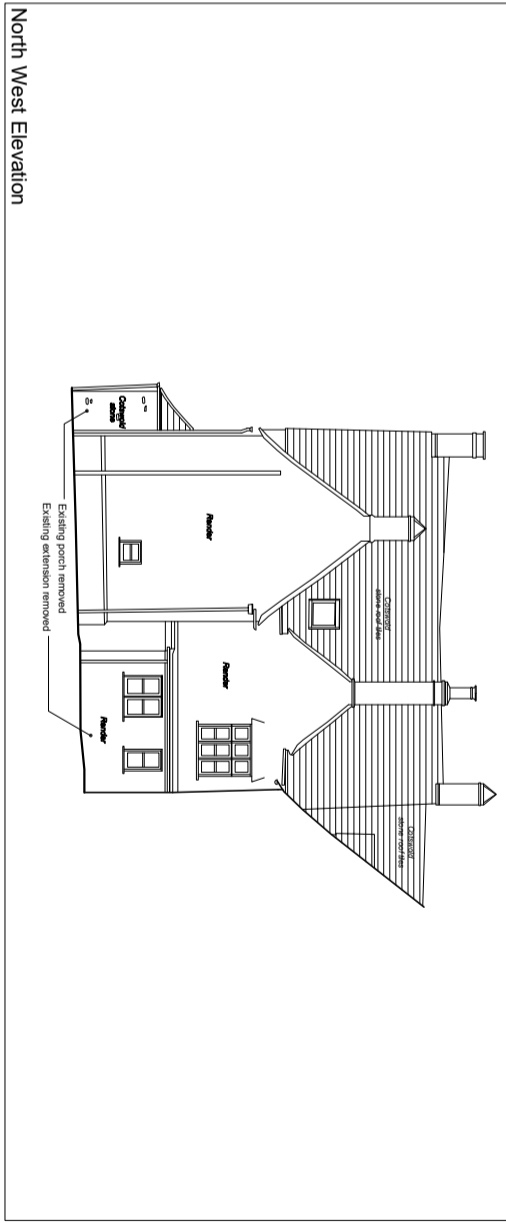 Cotswold
stone roof tiles
Cotswold
stone roof tiles
Render
Render
Cotswold
stone
Render
Existing porch removed
Existing extension removed
North West Elevation